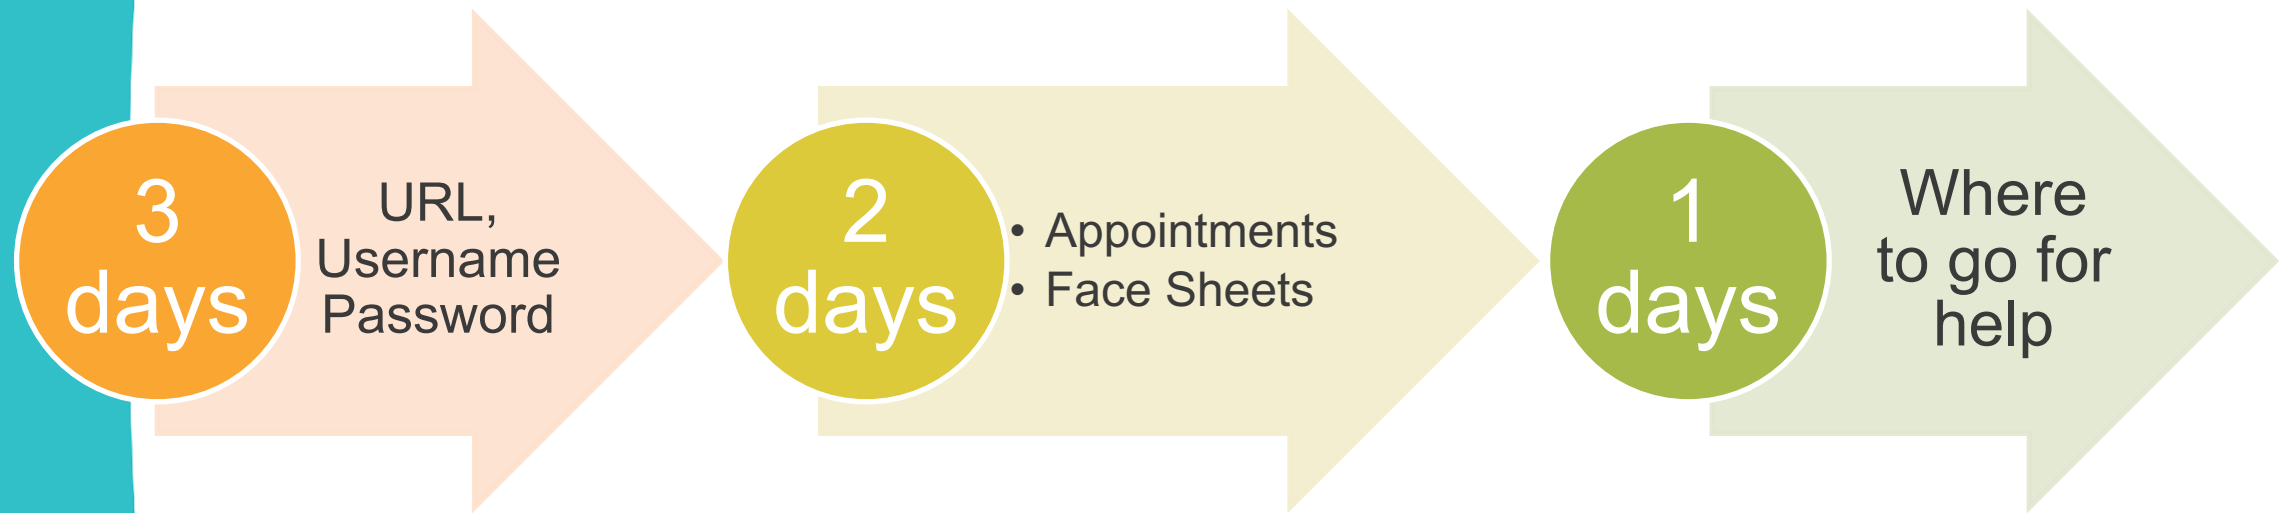 3
days
URL,
Username
Password
2
days
• Appointments
• Face Sheets
1
days
Where
to go for
help